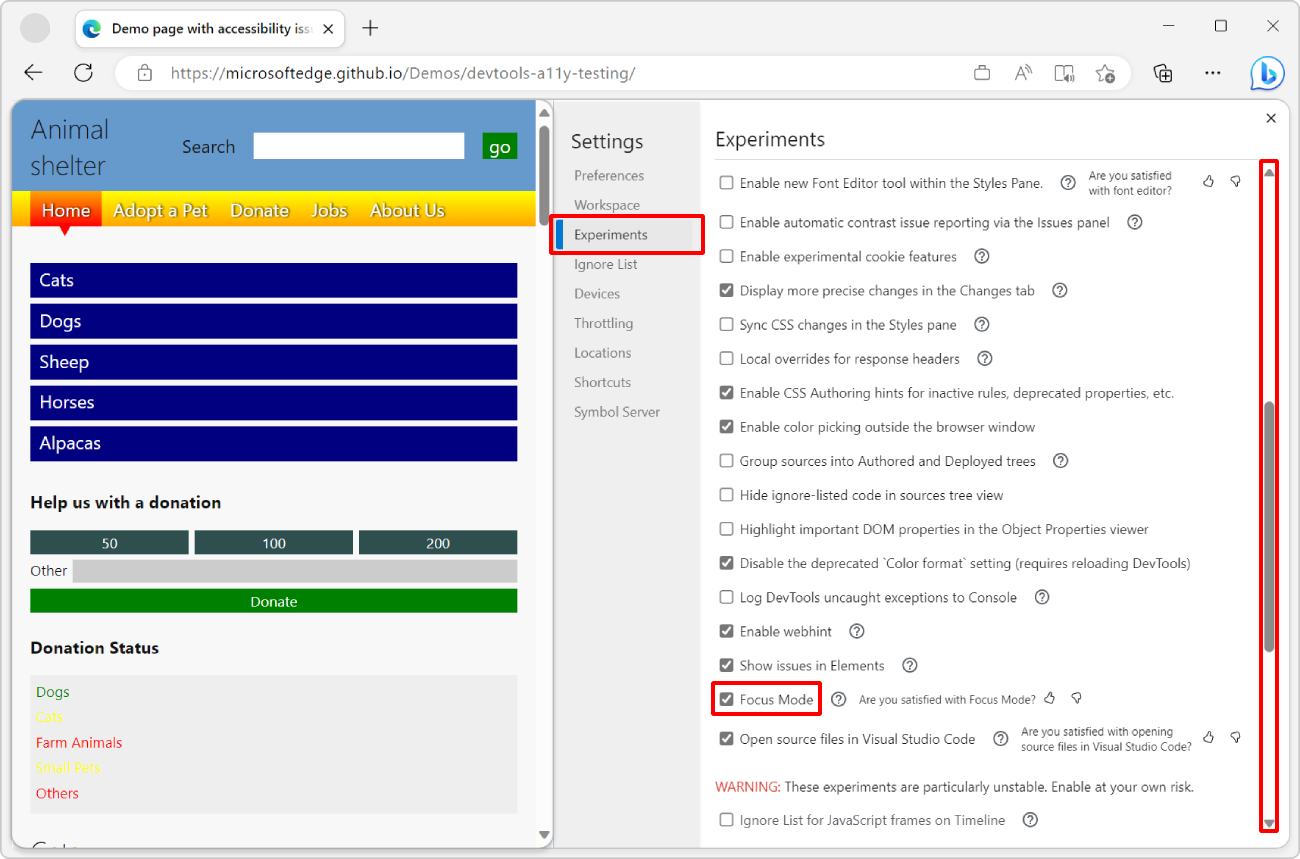 Demo page with accessibility iss
https://microsoftedge.github.io/Demos/devtools-a11y-testing/
Animal
shelter
Search
go
Home Adopt a Pet Donate Jobs About Us
Cats
Dogs
Sheep
Horses
Alpacas
Help us with a donation
50 100 200
Other
Donate
Donation Status
Dogs
Cats
Farm Animals
Small Pets
Others
Settings
Preferences
Workspace
Experiments
Ignore List
Devices
Throttling
Locations
Shortcuts
Symbol Server
Experiments
Enable new Font Editor tool within the Styles Pane. Are you satisfied
with font editor?
Enable automatic contrast issue reporting via the Issues panel
Enable experimental cookie features
Display more precise changes in the Changes tab
Sync CSS changes in the Styles pane
Local overrides for response headers
Enable CSS Authoring hints for inactive rules, deprecated properties, etc.
Enable color picking outside the browser window
Group sources into Authored and Deployed trees
Hide ignore-listed code in sources tree view
Highlight important DOM properties in the Object Properties viewer
Disable the deprecated `Color format` setting (requires reloading DevTools)
Log DevTools uncaught exceptions to Console
Enable webhint
Show issues in Elements
Focus Mode Are you satisfied with Focus Mode?
Open source files in Visual Studio Code Are you satisfied with opening
source files in Visual Studio Code?
WARNING: These experiments are particularly unstable. Enable at your own risk.
Ignore List for JavaScript frames on Timeline